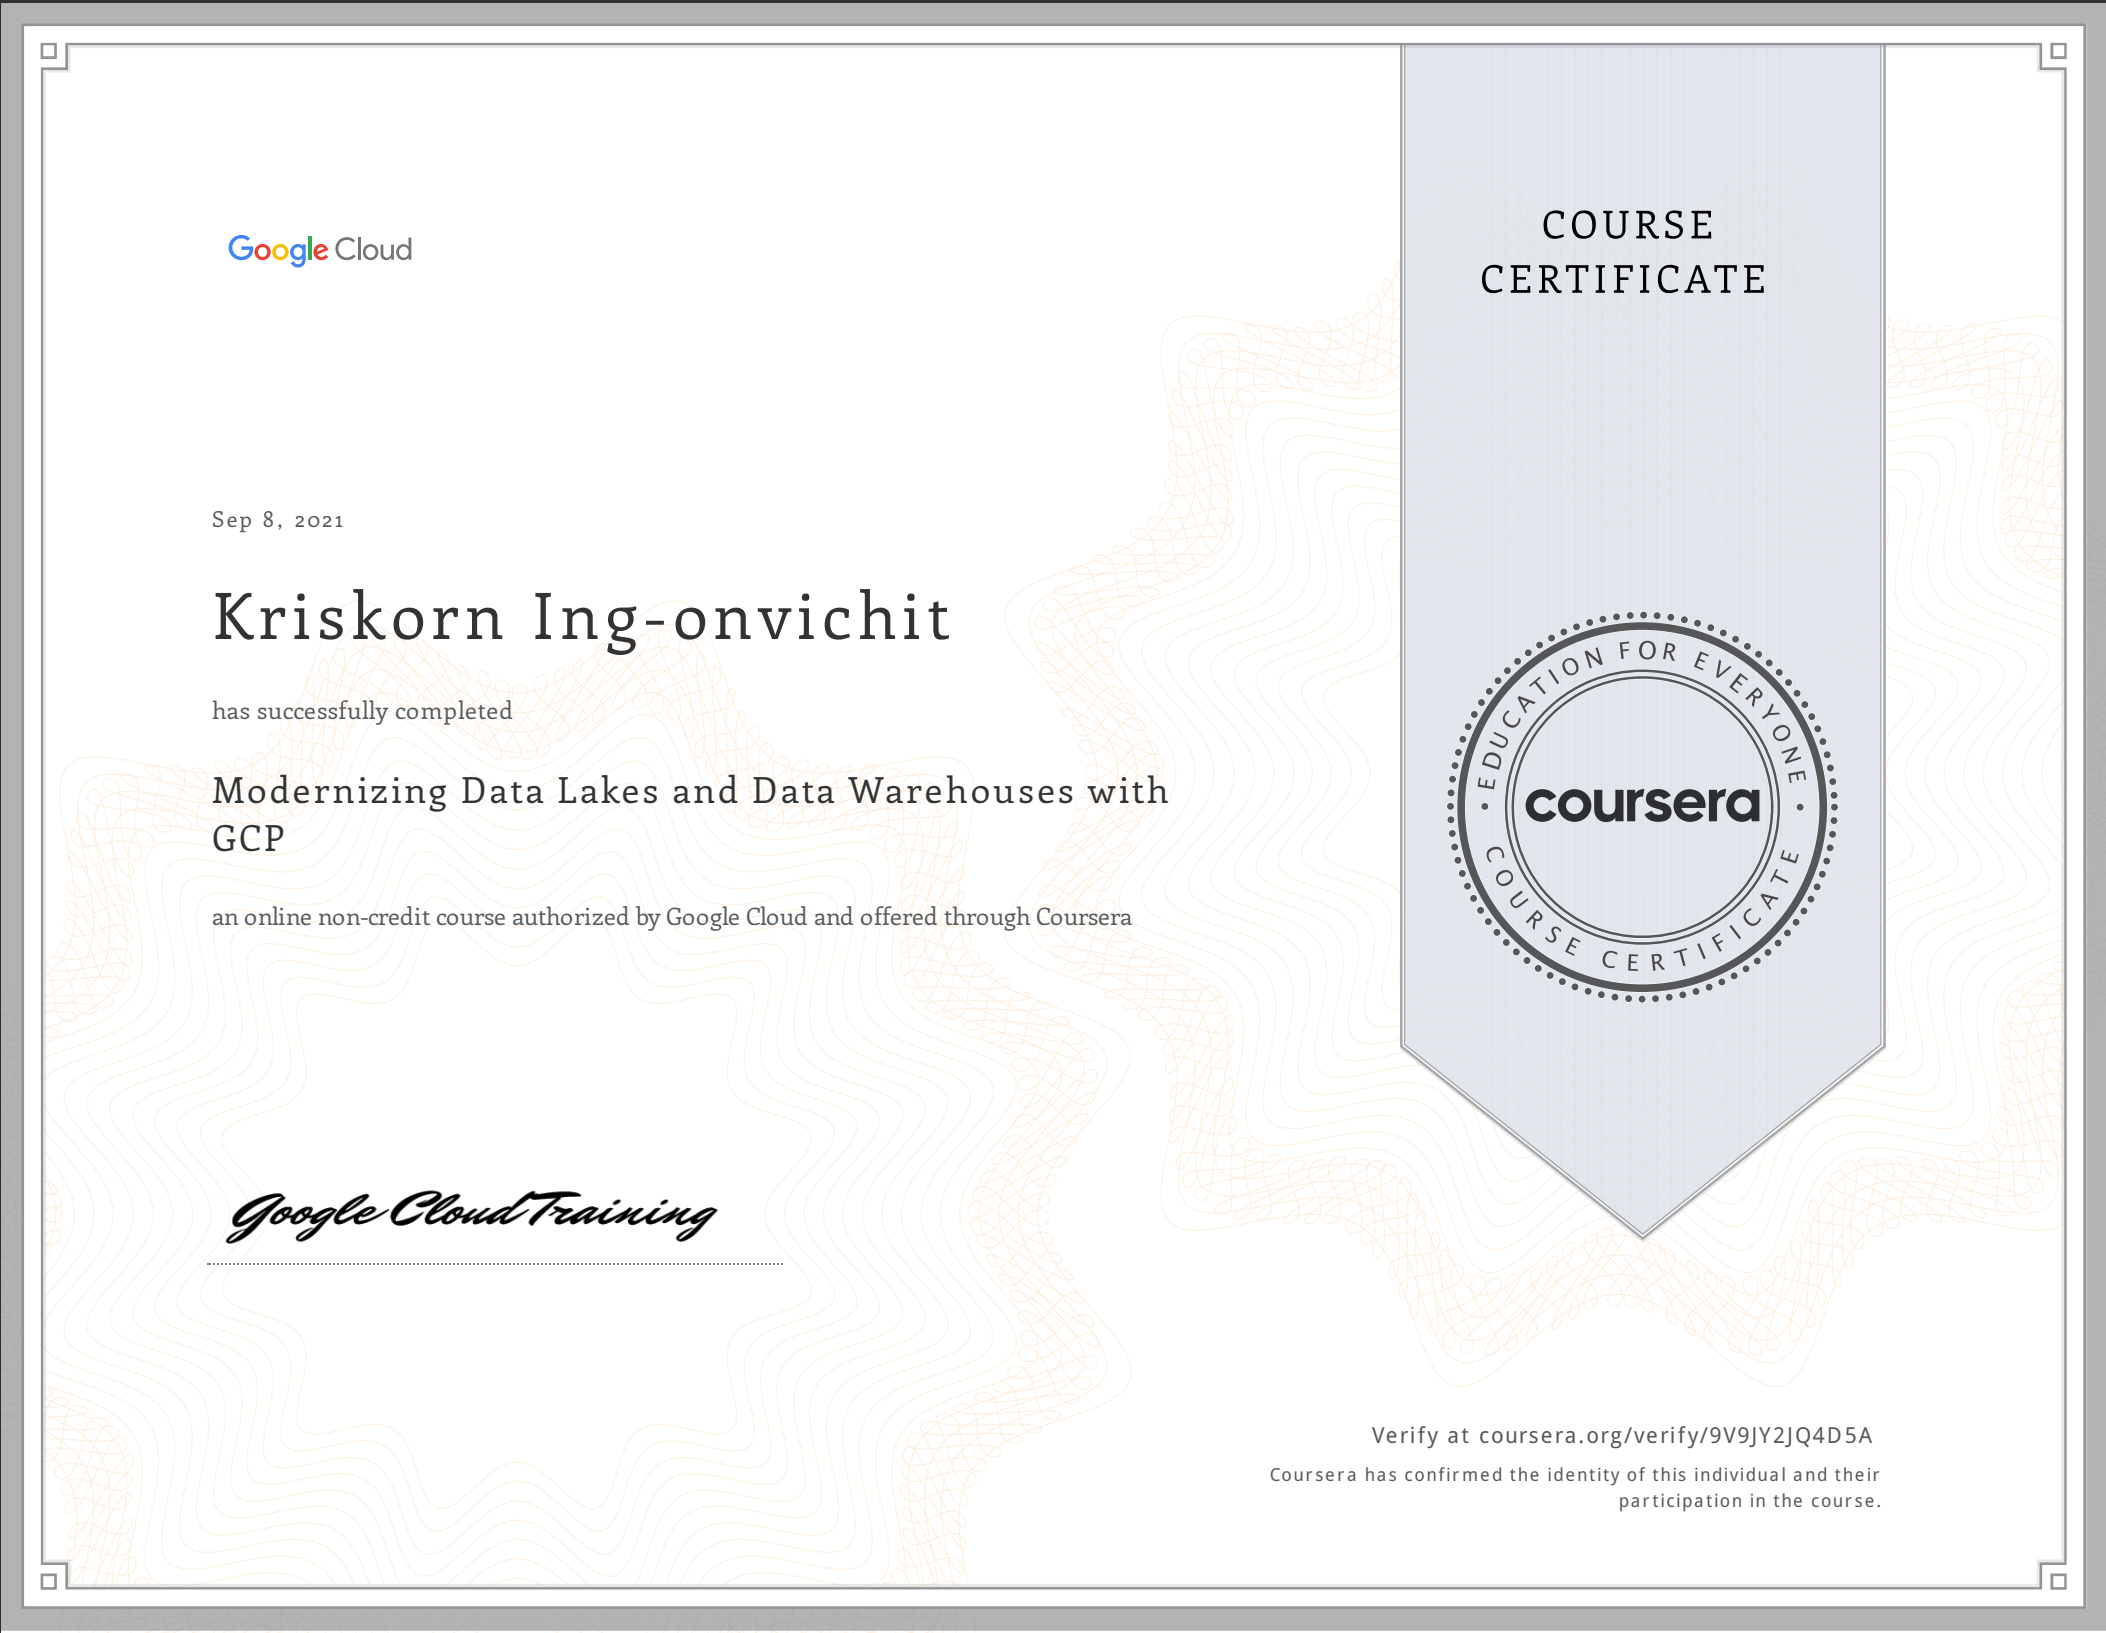 Google Cloud
COURSE
CERTIFICATE
Sep 8, 2021
Kriskorn Ing-onvichit
has successfully completed
Modernizing Data Lakes and Data Warehouses with
GCP
an online non-credit course authorized by Google Cloud and offered through Coursera
EDUCATION FOR EVERYONE
coursera
COURSE CERTIFICATE
Google Cloud Training
Verify at coursera.org/verify/9V9JY2JQ4D5A
Coursera has confirmed the identity of this individual and their
participation in the course.